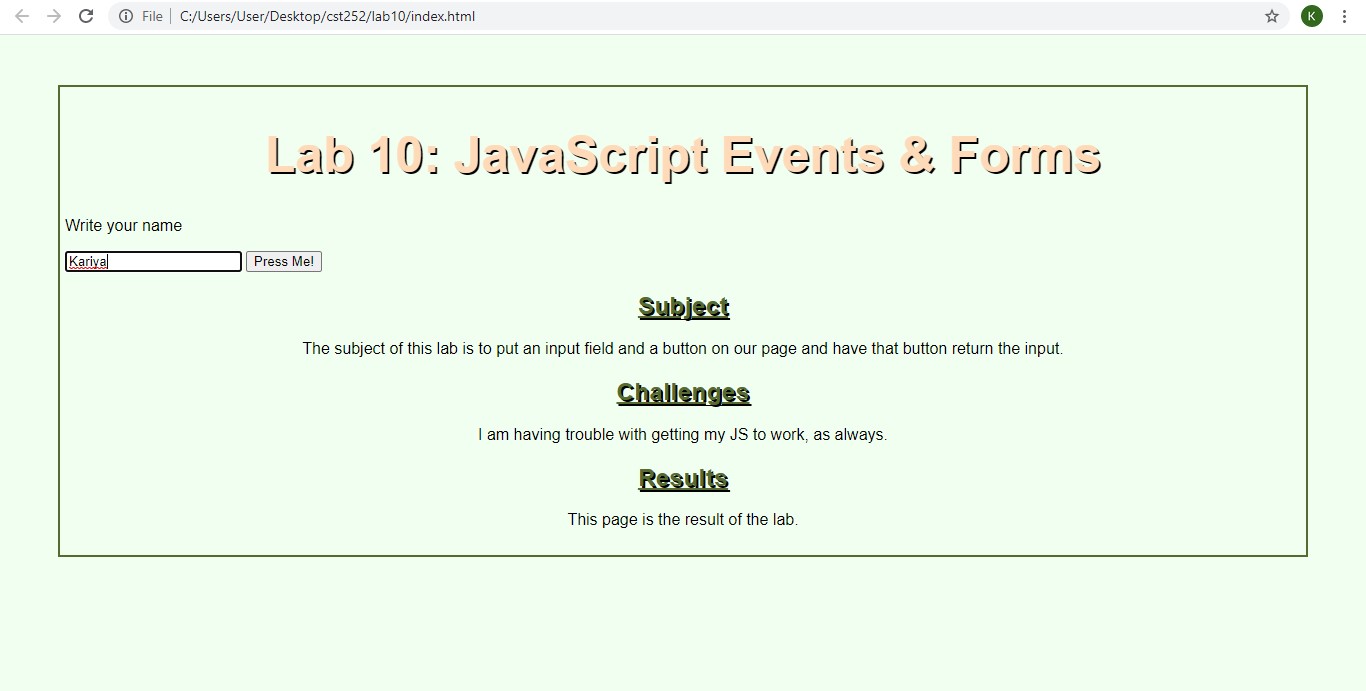 File C:/Users/User/Desktop/cst252/lab10/index.html K
Lab 10: JavaScript Events & Forms
Write your name
Kariya Press Me!
Subject
The subject of this lab is to put an input field and a button on our page and have that button return the input.
Challenges
I am having trouble with getting my JS to work, as always.
Results
This page is the result of the lab.